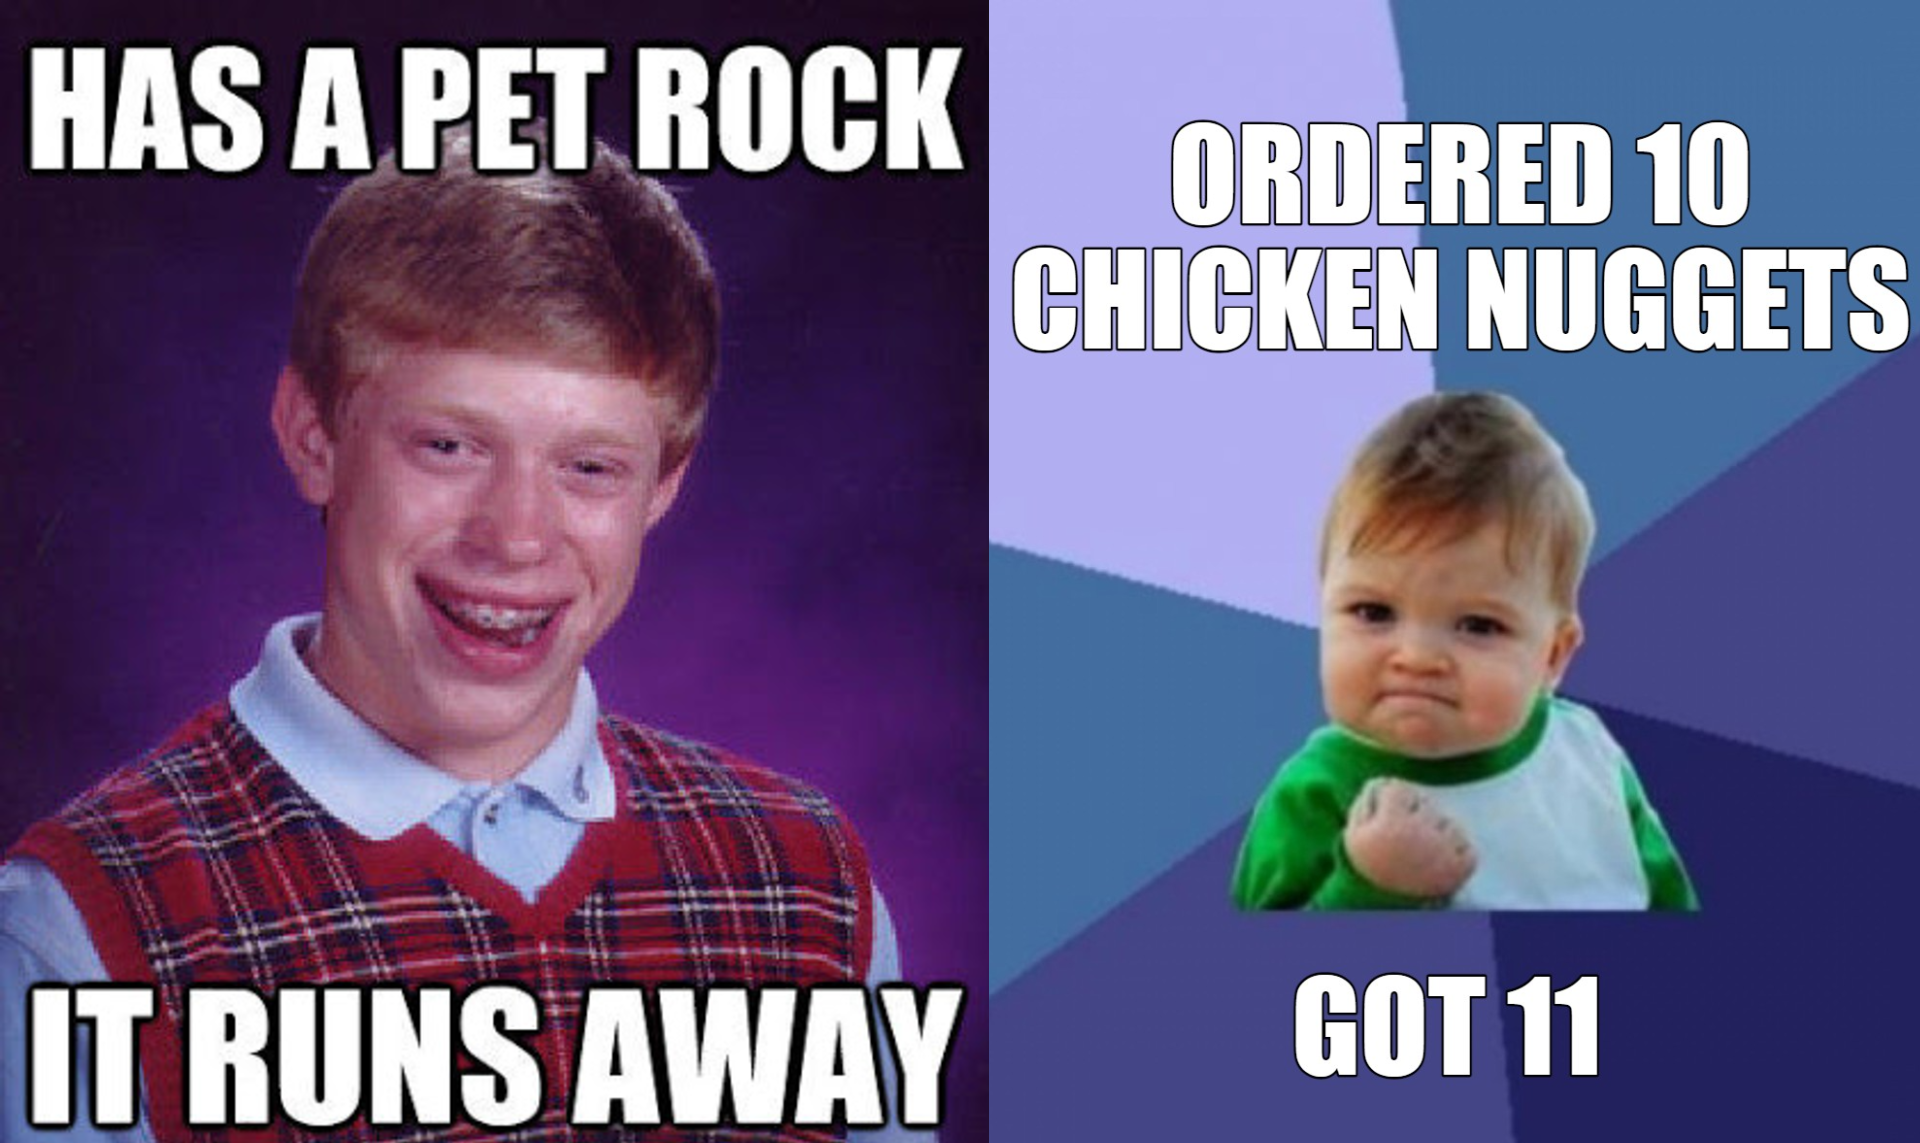 HAS A PET ROCK
IT RUNS AWAY
ORDERED 10
CHICKEN NUGGETS
GOT 11